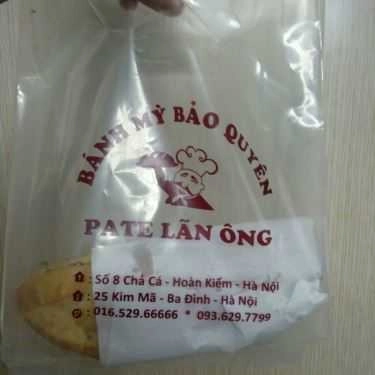 BÁNH MỲ BẢO QUYÊN
PATE LÃN ÔNG
: Số 8 Chả Cá - Hoàn Kiếm - Hà Nội
: 25 Kim Mã - Ba Đình - Hà Nội
: 016.529.66666 * 093.629.7799